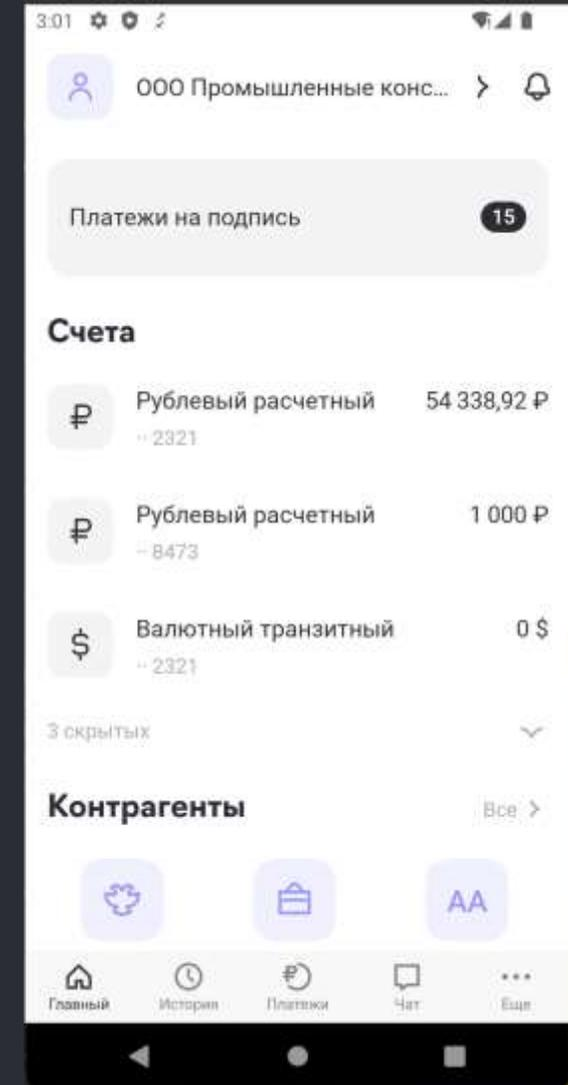 3:01
ООО Промышленные конс...
Платежи на подпись 15
Счета
Рублевый расчетный 54 338,92 ₽
·· 2321
Рублевый расчетный 1 000 ₽
·· 8473
Валютный транзитный 0 $
·· 2321
3 скрытых
Контрагенты Все
АА
Главный История Платежи Чат Еще